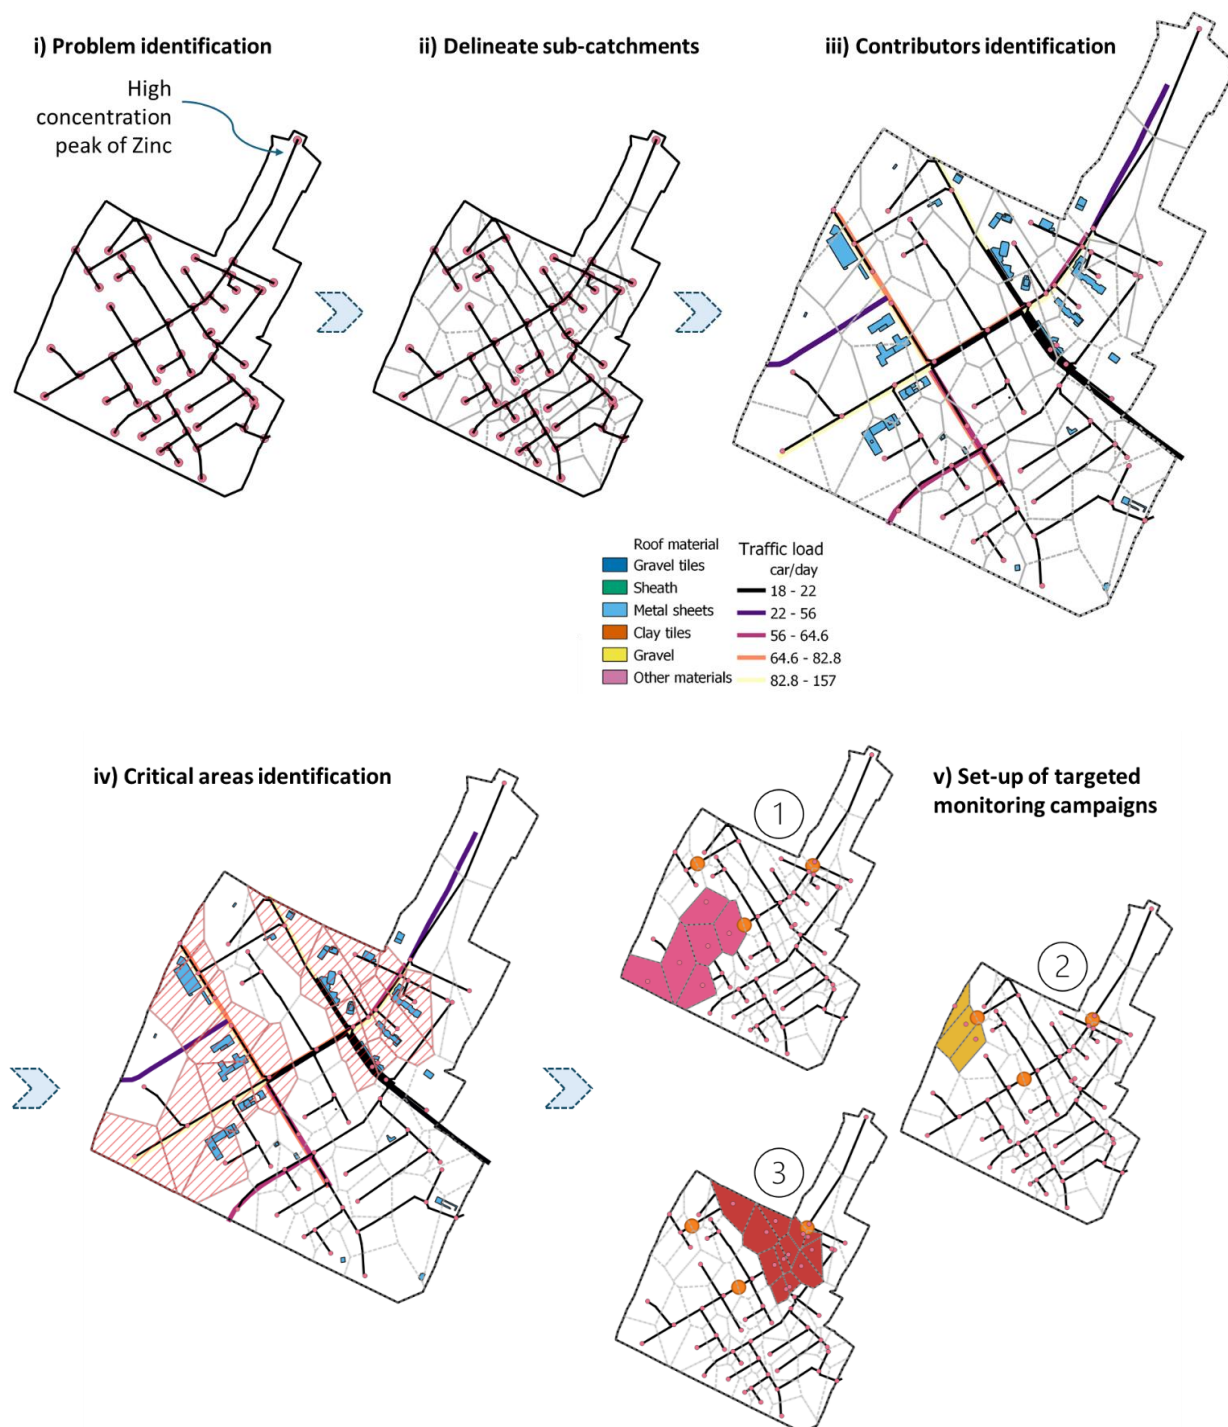 i) Problem identification
ii) Delineate sub-catchments
iii) Contributors identification
High
concentration
peak of Zinc
Roof material
Gravel tiles
Sheath
Metal sheets
Clay tiles
Gravel
Other materials
Traffic load
car/day
18 - 22
22 - 56
56 - 64.6
64.6 - 82.8
82.8 - 157
iv) Critical areas identification
v) Set-up of targeted
monitoring campaigns
1
2
3